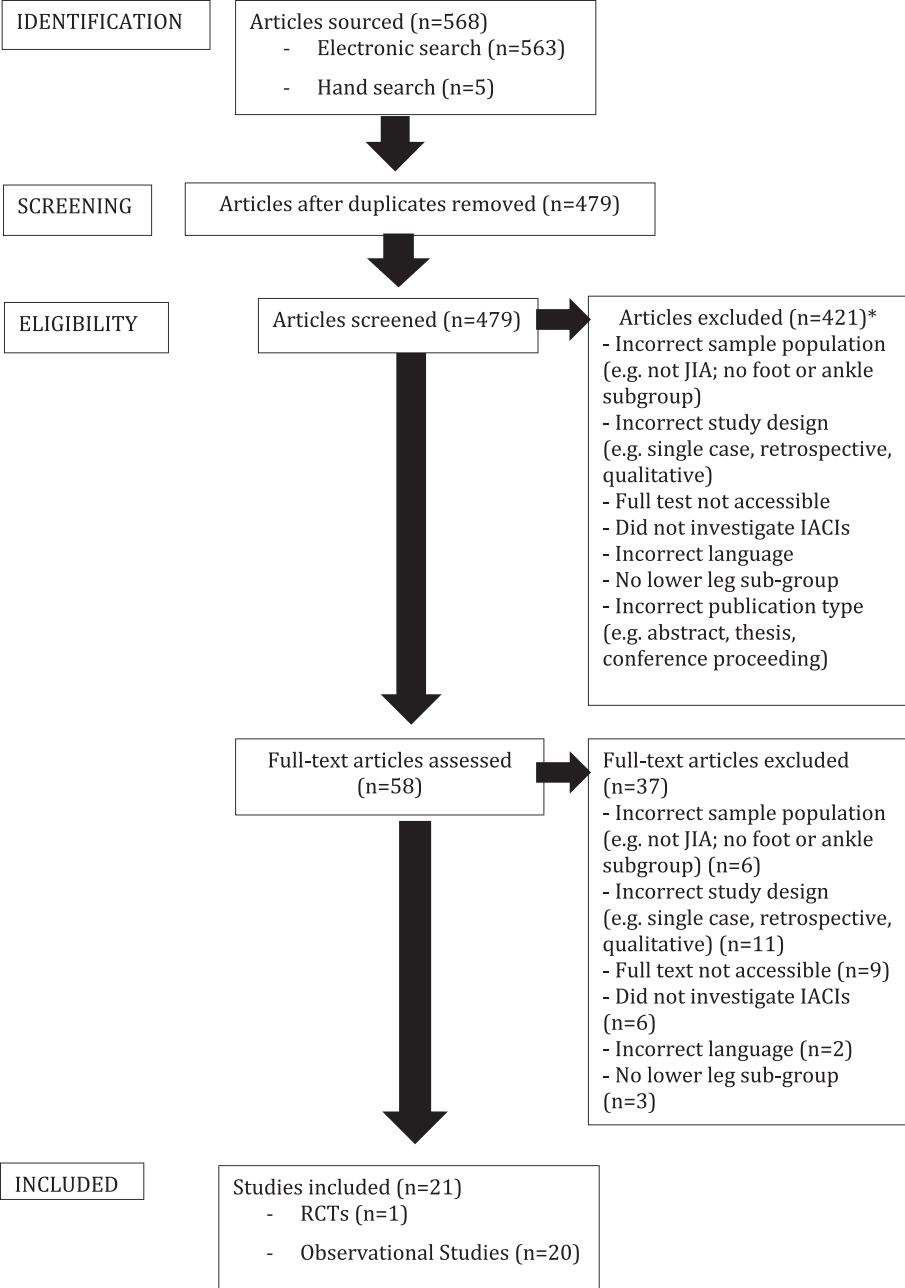 IDENTIFICATION
Articles sourced (n=568)
- Electronic search (n=563)
- Hand search (n=5)
SCREENING
Articles after duplicates removed (n=479)
ELIGIBILITY
Articles screened (n=479)
Articles excluded (n=421)*
- Incorrect sample population
(e.g. not JIA; no foot or ankle
subgroup)
- Incorrect study design
(e.g. single case, retrospective,
qualitative)
- Full test not accessible
- Did not investigate IACIs
- Incorrect language
- No lower leg sub-group
- Incorrect publication type
(e.g. abstract, thesis,
conference proceeding)
Full-text articles assessed
(n=58)
Full-text articles excluded
(n=37)
- Incorrect sample population
(e.g. not JIA; no foot or ankle
subgroup) (n=6)
- Incorrect study design
(e.g. single case, retrospective,
qualitative) (n=11)
- Full text not accessible (n=9)
- Did not investigate IACIs
(n=6)
- Incorrect language (n=2)
- No lower leg sub-group
(n=3)
INCLUDED
Studies included (n=21)
- RCTs (n=1)
- Observational Studies (n=20)